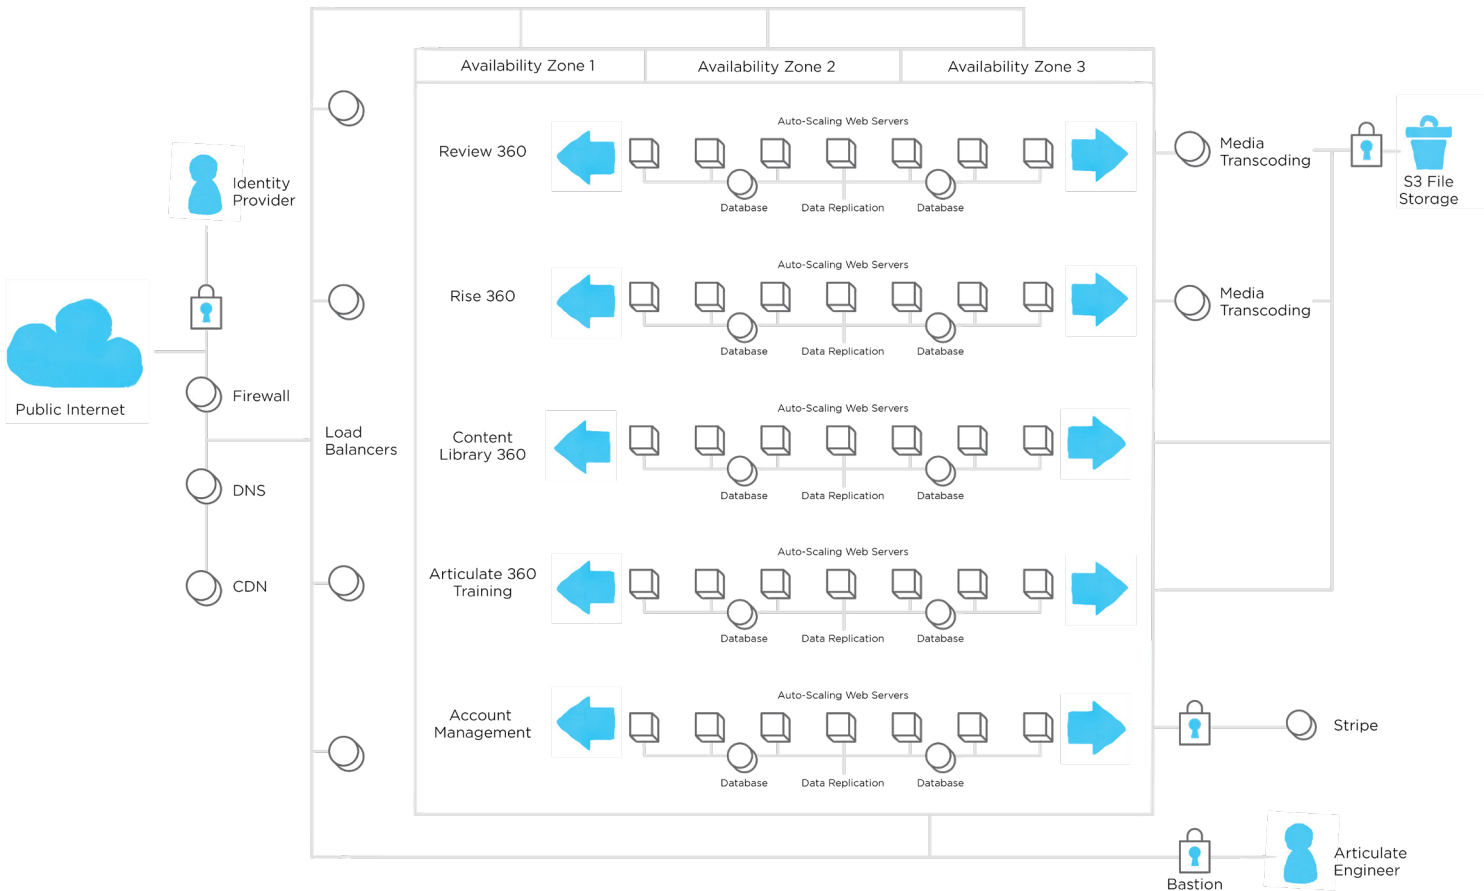 Availability Zone 1
Availability Zone 2
Availability Zone 3
Identity
Provider
Public Internet
Firewall
DNS
CDN
Load
Balancers
Review 360
Auto-Scaling Web Servers
Database
Data Replication
Database
Media
Transcoding
S3 File
Storage
Rise 360
Auto-Scaling Web Servers
Database
Data Replication
Database
Media
Transcoding
Content
Library 360
Auto-Scaling Web Servers
Database
Data Replication
Database
Articulate 360
Training
Auto-Scaling Web Servers
Database
Data Replication
Database
Account
Management
Auto-Scaling Web Servers
Database
Data Replication
Database
Stripe
Bastion
Articulate
Engineer